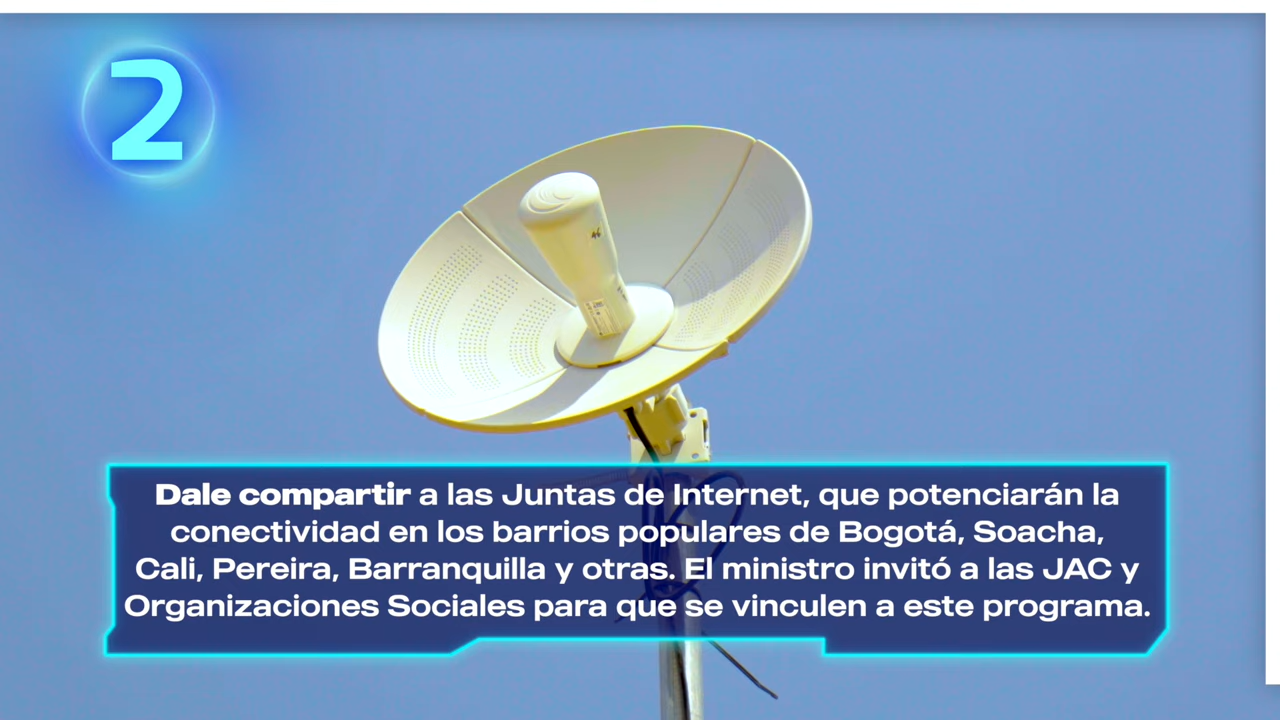 2
Dale compartir a las Juntas de Internet, que potenciarán la
conectividad en los barrios populares de Bogotá, Soacha,
Cali, Pereira, Barranquilla y otras. El ministro invitó a las JAC y
Organizaciones Sociales para que se vinculen a este programa.